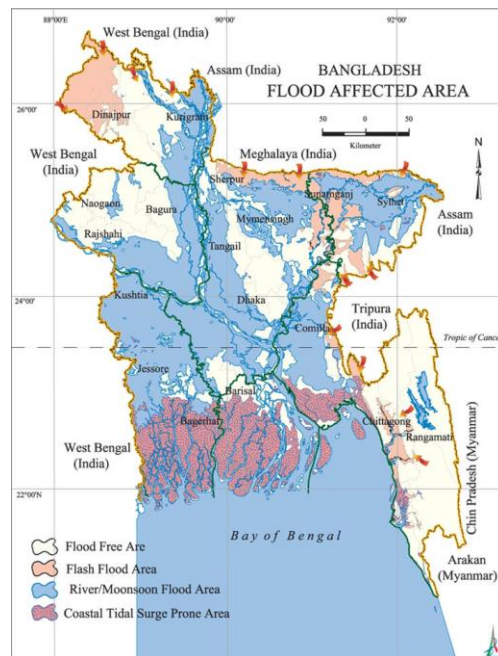 88°00'
90°00'
92°00'
West Bengal (India)
Assam (India)
BANGLADESH
FLOOD AFFECTED AREA
50
0
50
Kilometer
N
26°00'
Dinajpur
Kurigram
West Bengal
(India)
Meghalaya (India)
Sherpur
Sunamganj
Sylhet
Assam
(India)
Naogaon
Bagura
Mymensingh
Rajshahi
Tangail
24°00'
Kushtia
Dhaka
Comilla
Tripura
(India)
Tropic of Cance
Jessore
Barisal
Bagerhat
Chittagong
Rangamati
West Bengal
(India)
Chin Pradesh (Myanmar)
22°00'
Bay of Bengal
Arakan
(Myanmar)
Flood Free Are
Flash Flood Area
River/Moonsoon Flood Area
Coastal Tidal Surge Prone Area